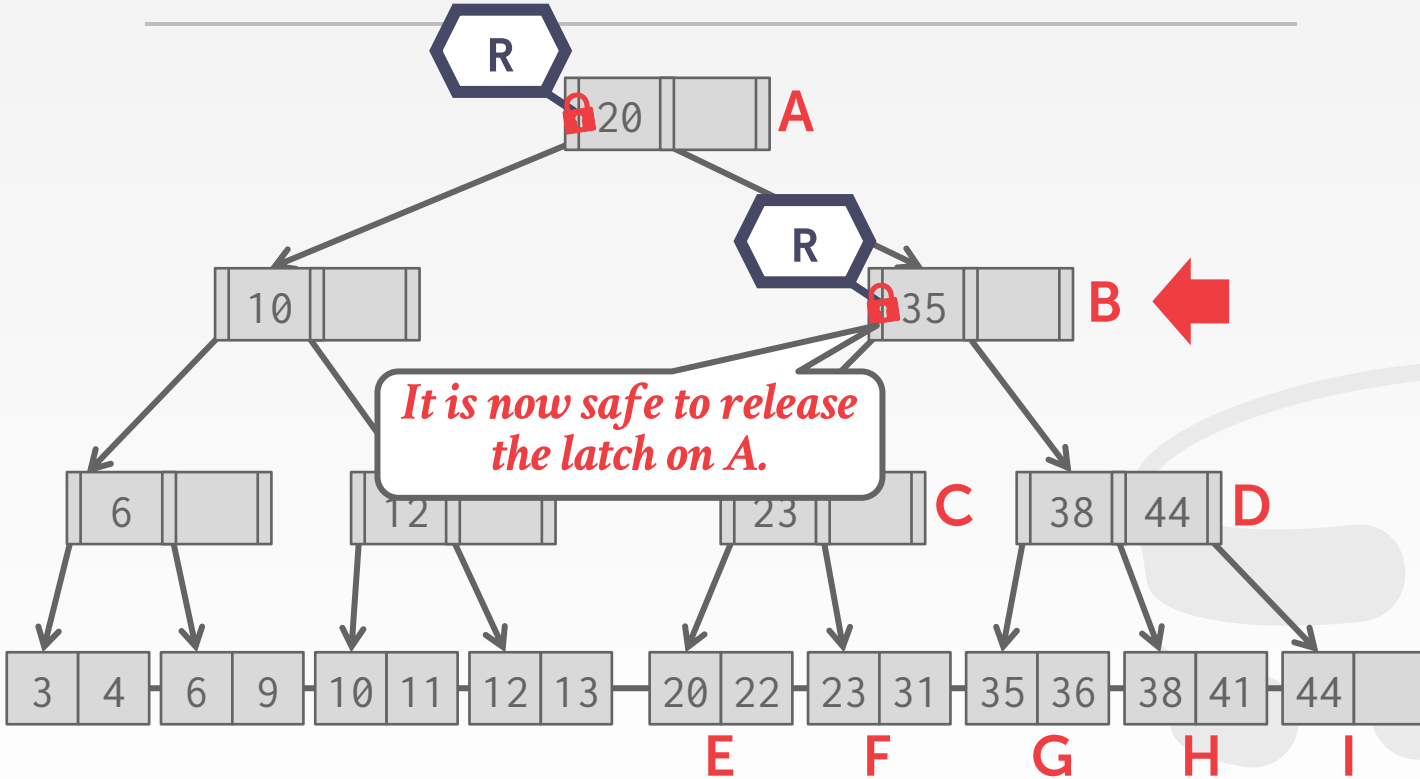 R
20 A
R
10 35 B
It is now safe to release
the latch on A.
6 12 23 C 38 44 D
3 4 6 9 10 11 12 13 20 22 23 31 35 36 38 41 44
E F G H I